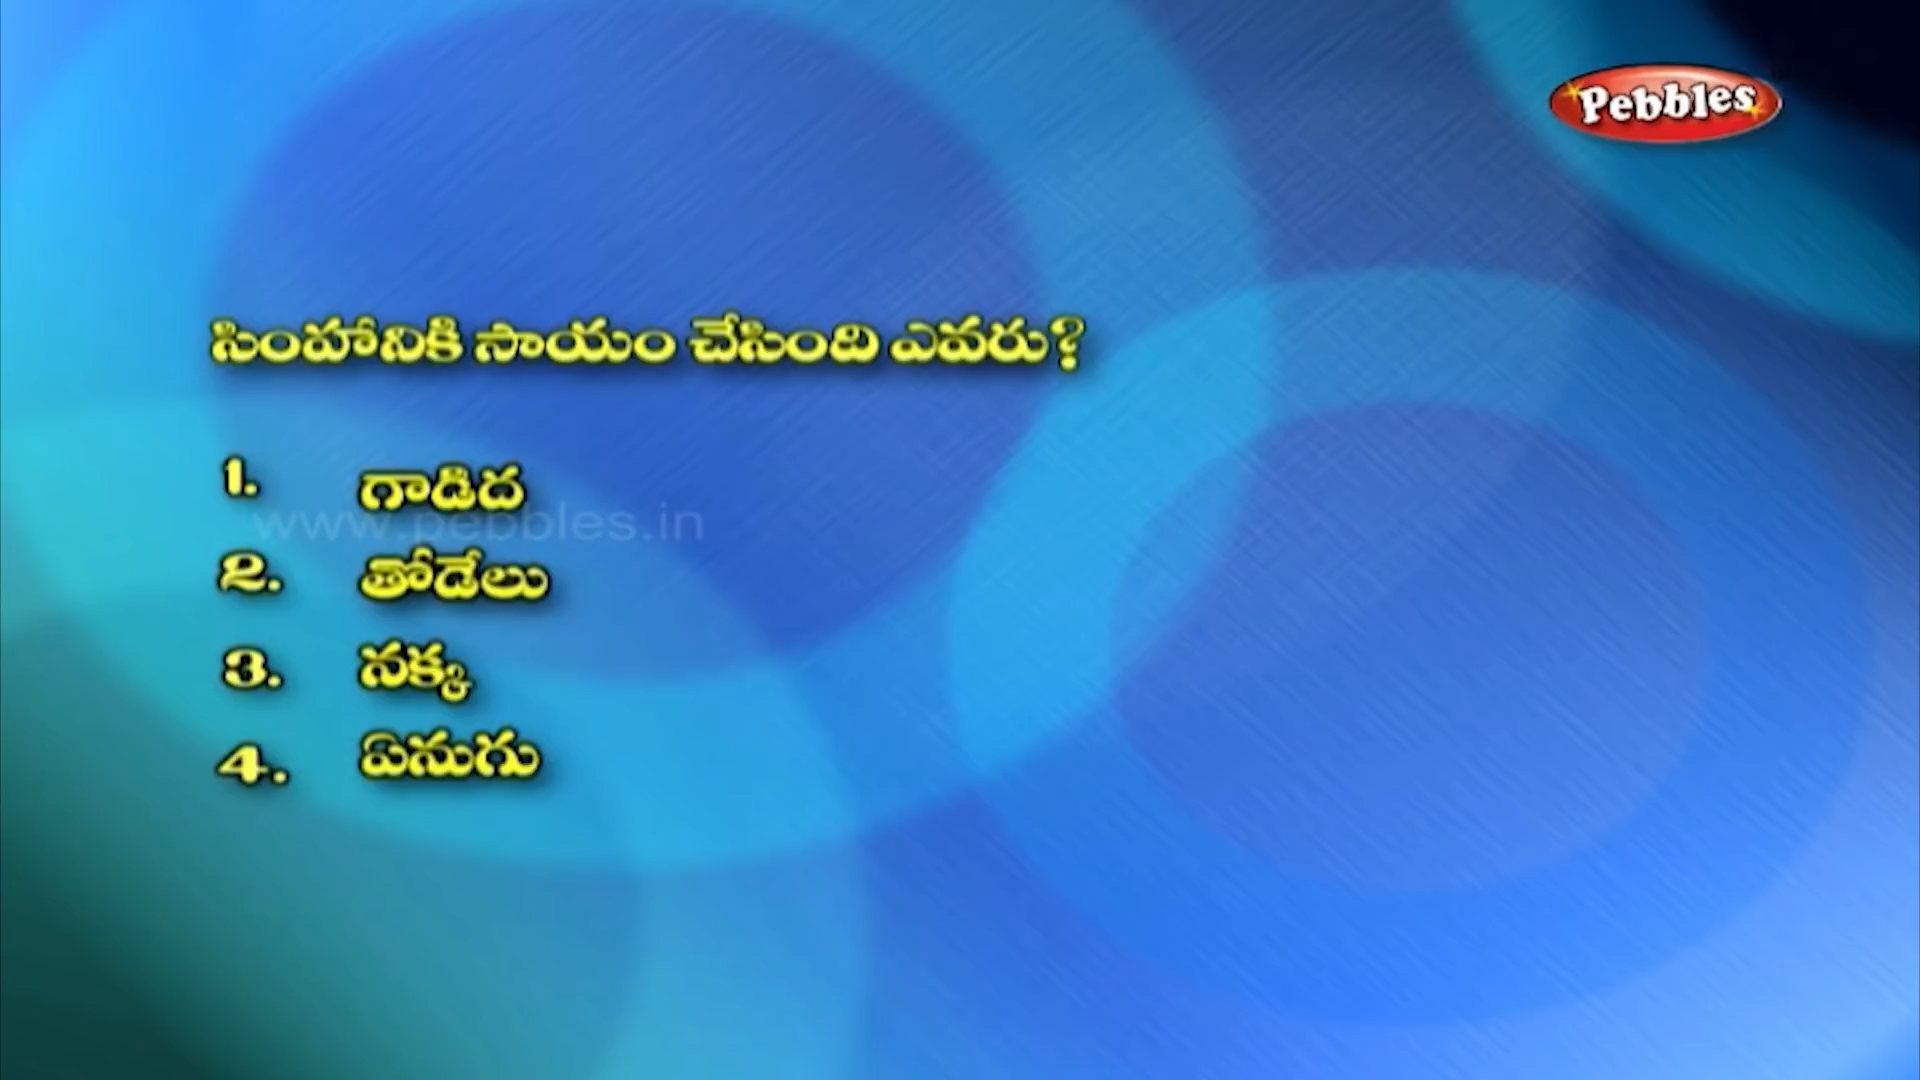 Pebbles
సింహానికి సాయం చేసింది ఎవరు?
1. గాడిద
www.pebbles.in
2. తోడేలు
3. నక్క
4. ఏనుగు